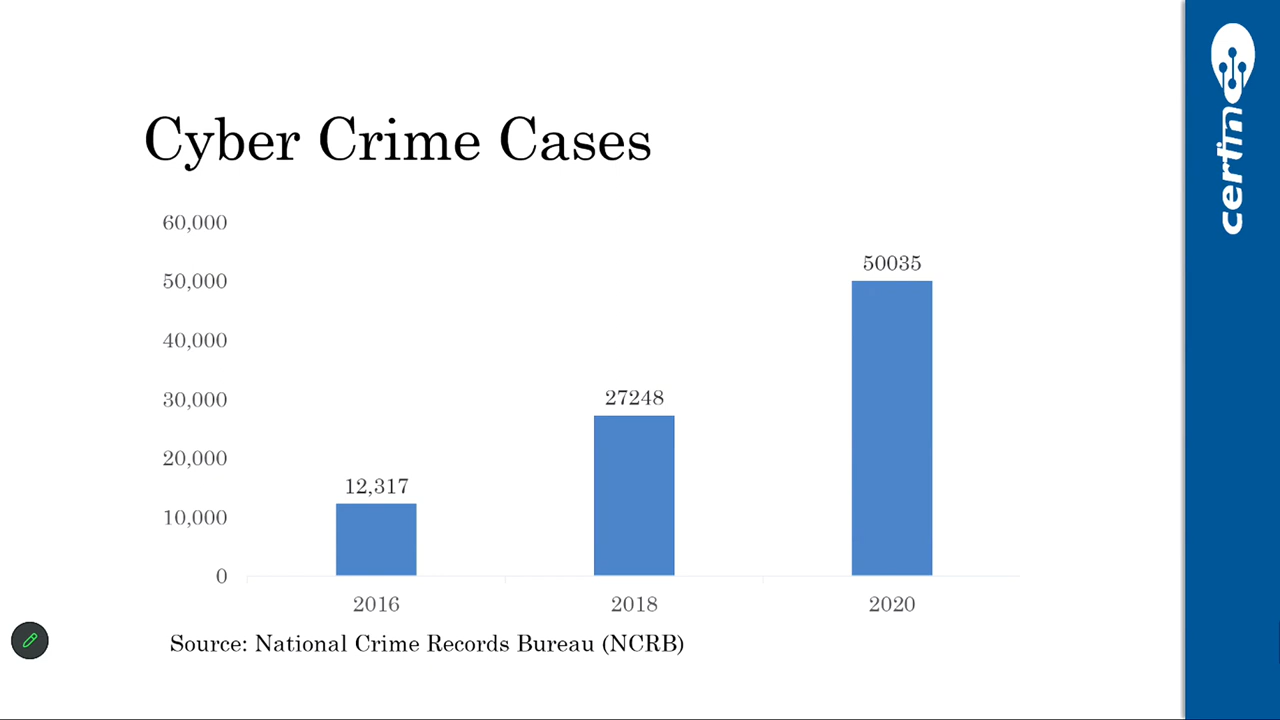 Cyber Crime Cases
60,000
50,000
40,000
30,000
20,000
10,000
0
12,317
27248
50035
2016 2018 2020
Source: National Crime Records Bureau (NCRB)
certin